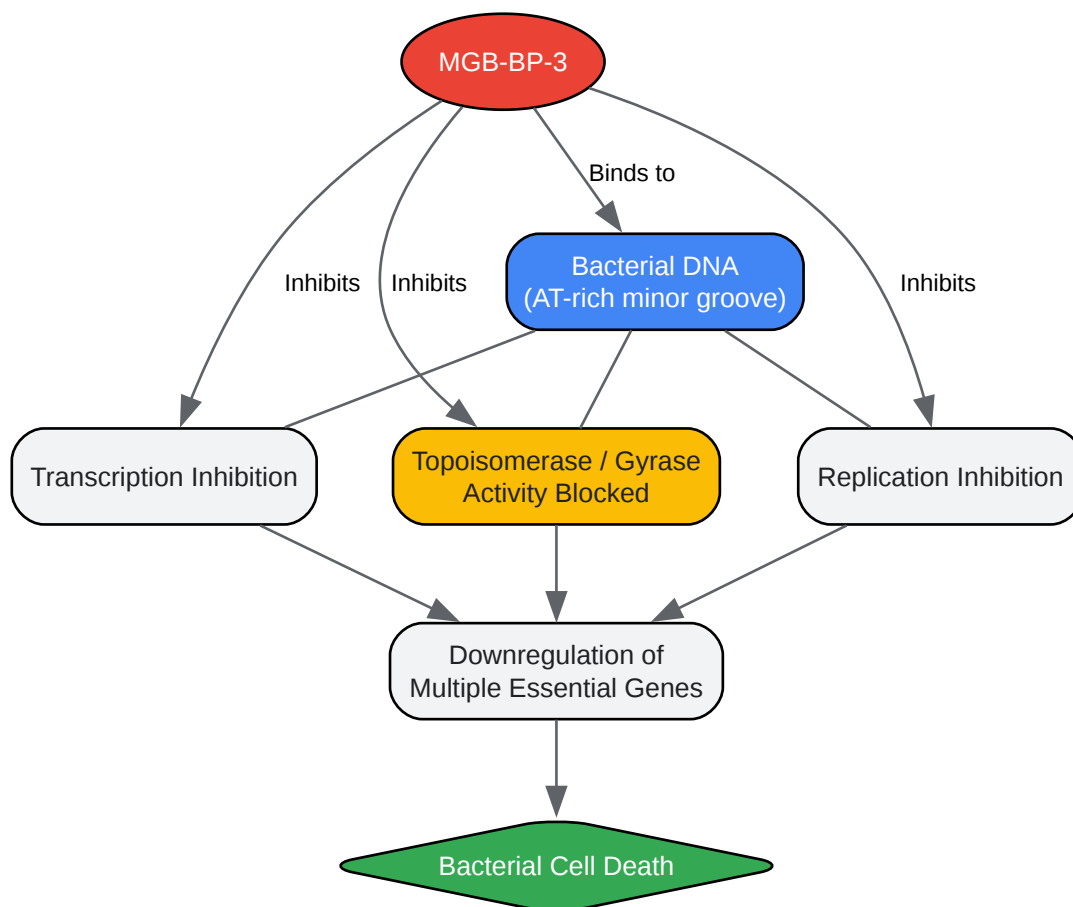 MGB-BP-3
Binds to
Bacterial DNA
(AT-rich minor groove)
Inhibits
Inhibits
Inhibits
Transcription Inhibition
Topoisomerase / Gyrase
Activity Blocked
Replication Inhibition
Downregulation of
Multiple Essential Genes
Bacterial Cell Death